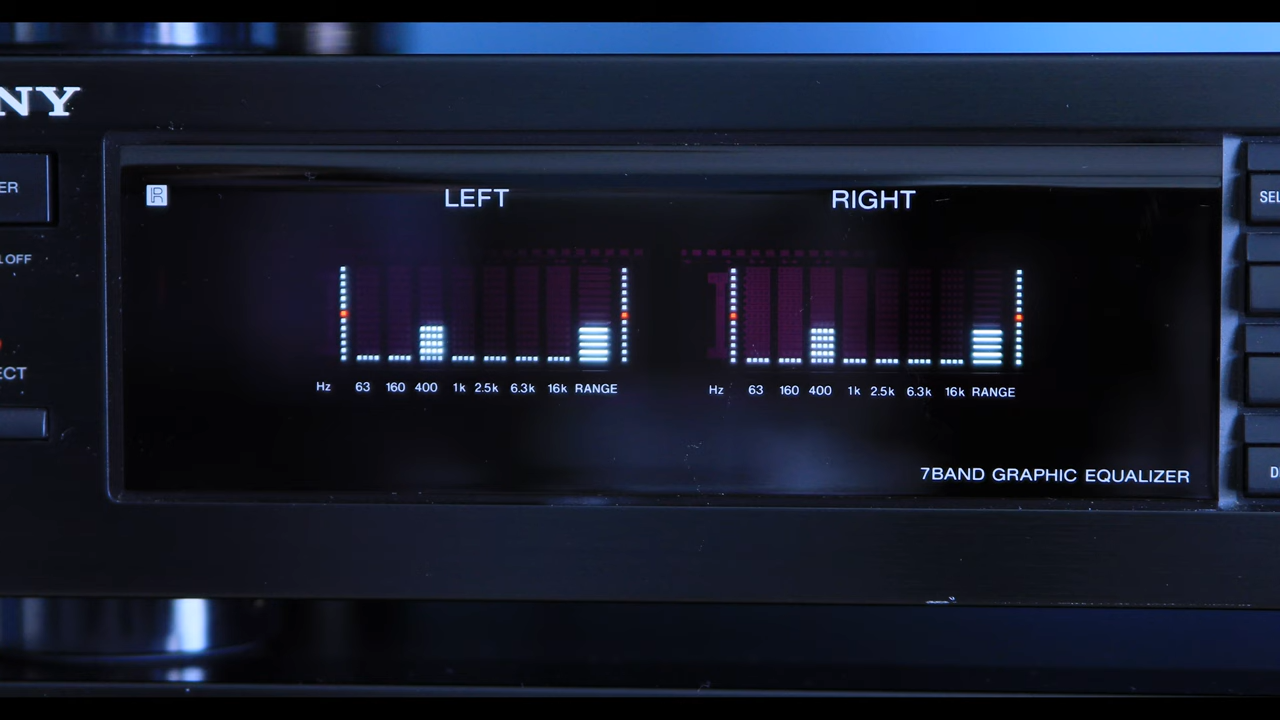 NY
ER
R
LEFT
RIGHT
SEL
OFF
ECT
Hz 63 160 400 1k 2.5k 6.3k 16k RANGE
Hz 63 160 400 1k 2.5k 6.3k 16k RANGE
7BAND GRAPHIC EQUALIZER
D